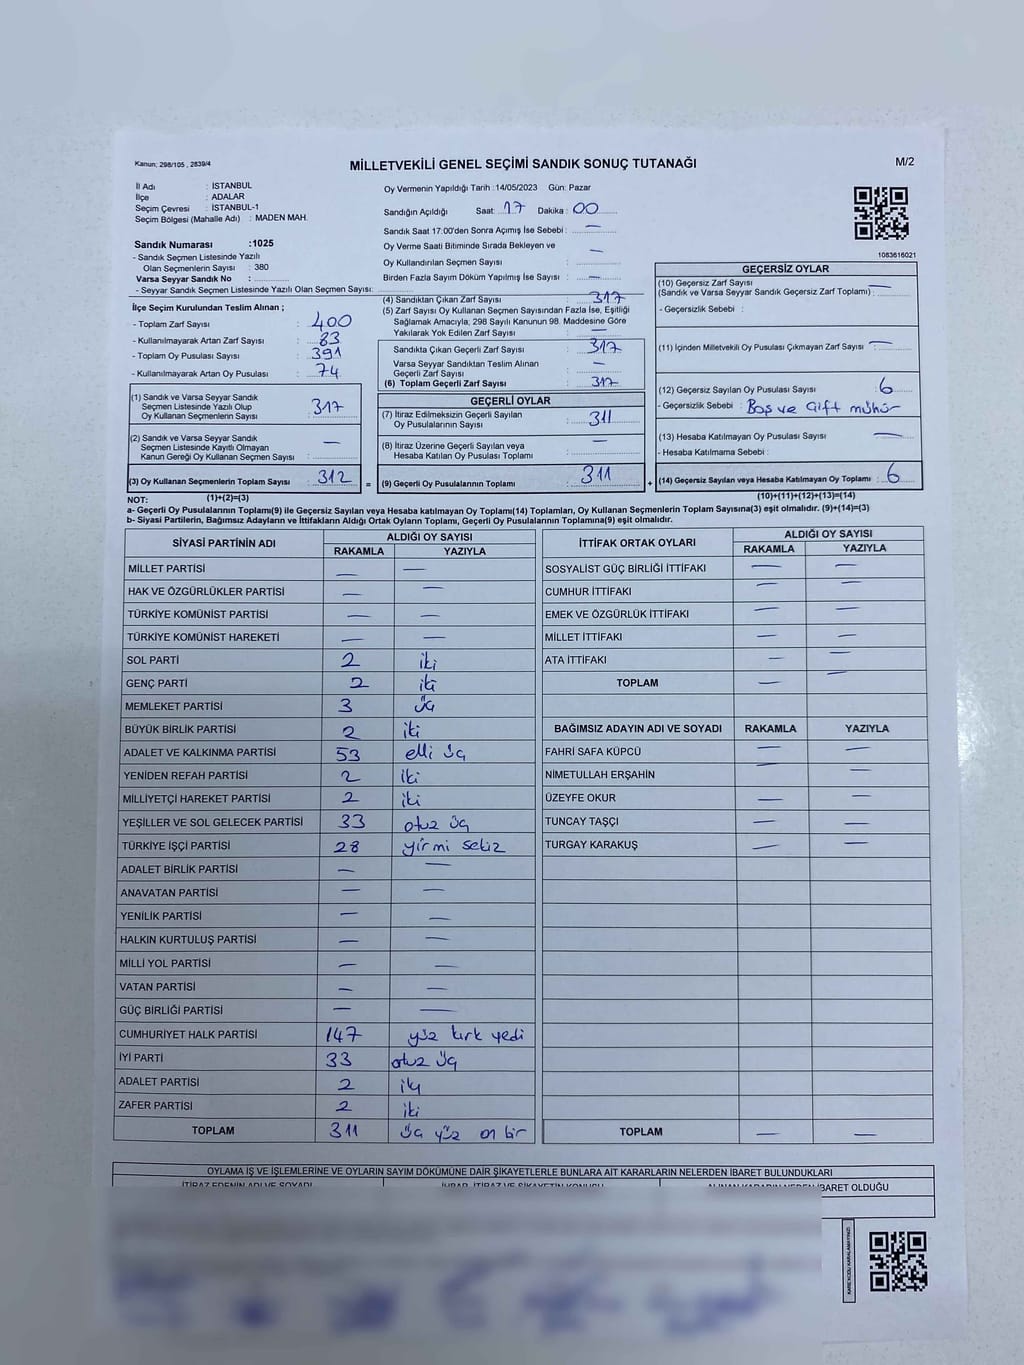 Kanun; 298/105 , 2839/4
MİLLETVEKİLİ GENEL SEÇİMİ SANDIK SONUÇ TUTANAĞI
M/2
İl Adı : İSTANBUL
İlçe : ADALAR
Seçim Çevresi : İSTANBUL-1
Seçim Bölgesi (Mahalle Adı) : MADEN MAH.
Oy Vermenin Yapıldığı Tarih :14/05/2023 Gün: Pazar
Sandığın Açıldığı Saat: 17 Dakika : 00
Sandık Saat 17:00'den Sonra Açımış İse Sebebi : —
Oy Verme Saati Bitiminde Sırada Bekleyen ve
Oy Kullandırılan Seçmen Sayısı : —
Birden Fazla Sayım Döküm Yapılmış İse Sayısı : —
Sandık Numarası :1025
- Sandık Seçmen Listesinde Yazılı
Olan Seçmenlerin Sayısı : 380
Varsa Seyyar Sandık No :
- Seyyar Sandık Seçmen Listesinde Yazılı Olan Seçmen Sayısı:
1083616021
İlçe Seçim Kurulundan Teslim Alınan ;
- Toplam Zarf Sayısı : 400
- Kullanılmayarak Artan Zarf Sayısı : 83
- Toplam Oy Pusulası Sayısı : 391
- Kullanılmayarak Artan Oy Pusulası : 74
(1) Sandık ve Varsa Seyyar Sandık
Seçmen Listesinde Yazılı Olup
Oy Kullanan Seçmenlerin Sayısı : 317
(2) Sandık ve Varsa Seyyar Sandık
Seçmen Listesinde Kayıtlı Olmayan
Kanun Gereği Oy Kullanan Seçmen Sayısı : —
(3) Oy Kullanan Seçmenlerin Toplam Sayısı : 312 =
(4) Sandıktan Çıkan Zarf Sayısı : 317
(5) Zarf Sayısı Oy Kullanan Seçmen Sayısından Fazla İse, Eşitliği
Sağlamak Amacıyla; 298 Sayılı Kanunun 98. Maddesine Göre
Yakılarak Yok Edilen Zarf Sayısı : —
Sandıkta Çıkan Geçerli Zarf Sayısı : 317
Varsa Seyyar Sandıktan Teslim Alınan
Geçerli Zarf Sayısı : —
(6) Toplam Geçerli Zarf Sayısı : 317
GEÇERLİ OYLAR
(7) İtiraz Edilmeksizin Geçerli Sayılan
Oy Pusulalarının Sayısı : 311
(8) İtiraz Üzerine Geçerli Sayılan veya
Hesaba Katılan Oy Pusulası Toplamı : —
(9) Geçerli Oy Pusulalarının Toplamı : 311 +
GEÇERSİZ OYLAR
(10) Geçersiz Zarf Sayısı —
(Sandık ve Varsa Seyyar Sandık Geçersiz Zarf Toplamı) :
- Geçersizlik Sebebi :
(11) İçinden Milletvekili Oy Pusulası Çıkmayan Zarf Sayısı : —
(12) Geçersiz Sayılan Oy Pusulası Sayısı : 6
- Geçersizlik Sebebi : Boş ve Çift mühür
(13) Hesaba Katılmayan Oy Pusulası Sayısı : —
- Hesaba Katılmama Sebebi :
(14) Geçersiz Sayılan veya Hesaba Katılmayan Oy Toplamı : 6
NOT: (1)+(2)=(3) (10)+(11)+(12)+(13)=(14)
a- Geçerli Oy Pusulalarının Toplamı(9) ile Geçersiz Sayılan veya Hesaba katılmayan Oy Toplamı(14) Toplamları, Oy Kullanan Seçmenlerin Toplam Sayısına(3) eşit olmalıdır. (9)+(14)=(3)
b- Siyasi Partilerin, Bağımsız Adayların ve İttifakların Aldığı Ortak Oyların Toplamı, Geçerli Oy Pusulalarının Toplamına(9) eşit olmalıdır.
SİYASİ PARTİNİN ADI ALDIĞI OY SAYISI
RAKAMLA YAZIYLA
MİLLET PARTİSİ — —
HAK VE ÖZGÜRLÜKLER PARTİSİ — —
TÜRKİYE KOMÜNİST PARTİSİ — —
TÜRKİYE KOMÜNİST HAREKETİ — —
SOL PARTİ 2 iki
GENÇ PARTİ 2 iki
MEMLEKET PARTİSİ 3 üç
BÜYÜK BİRLİK PARTİSİ 2 iki
ADALET VE KALKINMA PARTİSİ 53 elli üç
YENİDEN REFAH PARTİSİ 2 iki
MİLLİYETÇİ HAREKET PARTİSİ 2 iki
YEŞİLLER VE SOL GELECEK PARTİSİ 33 otuz üç
TÜRKİYE İŞÇİ PARTİSİ 28 yirmi sekiz
ADALET BİRLİK PARTİSİ — —
ANAVATAN PARTİSİ — —
YENİLİK PARTİSİ — —
HALKIN KURTULUŞ PARTİSİ — —
MİLLİ YOL PARTİSİ — —
VATAN PARTİSİ — —
GÜÇ BİRLİĞİ PARTİSİ — —
CUMHURİYET HALK PARTİSİ 147 yüz kırk yedi
İYİ PARTİ 33 otuz üç
ADALET PARTİSİ 2 iki
ZAFER PARTİSİ 2 iki
TOPLAM 311 üç yüz on bir
İTTİFAK ORTAK OYLARI ALDIĞI OY SAYISI
RAKAMLA YAZIYLA
SOSYALİST GÜÇ BİRLİĞİ İTTİFAKI — —
CUMHUR İTTİFAKI — —
EMEK VE ÖZGÜRLÜK İTTİFAKI — —
MİLLET İTTİFAKI — —
ATA İTTİFAKI — —
TOPLAM — —
BAĞIMSIZ ADAYIN ADI VE SOYADI RAKAMLA YAZIYLA
FAHRİ SAFA KÜPCÜ — —
NİMETULLAH ERŞAHİN — —
ÜZEYFE OKUR — —
TUNCAY TAŞÇI — —
TURGAY KARAKUŞ — —
TOPLAM — —
OYLAMA İŞ VE İŞLEMLERİNE VE OYLARIN SAYIM DÖKÜMÜNE DAİR ŞİKAYETLERLE BUNLARA AİT KARARLARIN NELERDEN İBARET BULUNDUKLARI
İTİRAZ EDENİN ADI VE SOYADI İHBAR, İTİRAZ VE ŞİKAYETİN KONUSU ALINAN KARARIN NEDEN İBARET OLDUĞU
KAREKODU KARALAMAYINIZ!